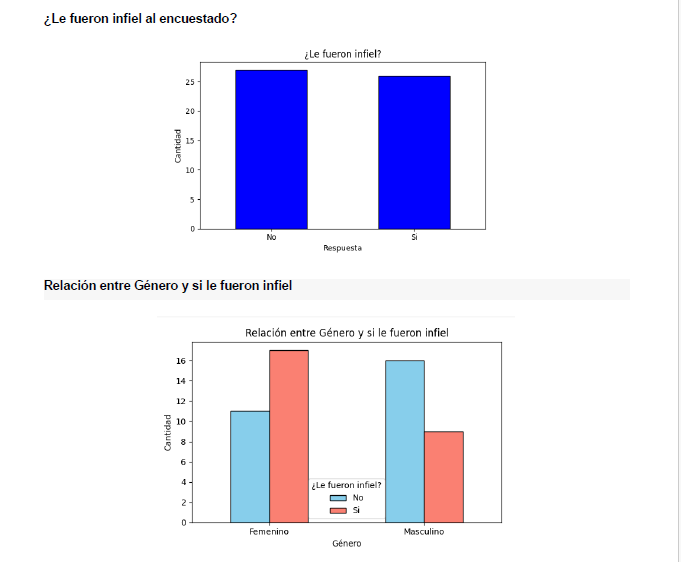 ¿Le fueron infiel al encuestado?
¿Le fueron infiel?
25
20
15
10
5
0
Cantidad
No
Si
Respuesta
Relación entre Género y si le fueron infiel
Relación entre Género y si le fueron infiel
16
14
12
10
8
6
4
2
0
Cantidad
¿Le fueron infiel?
No
Si
Femenino
Masculino
Género